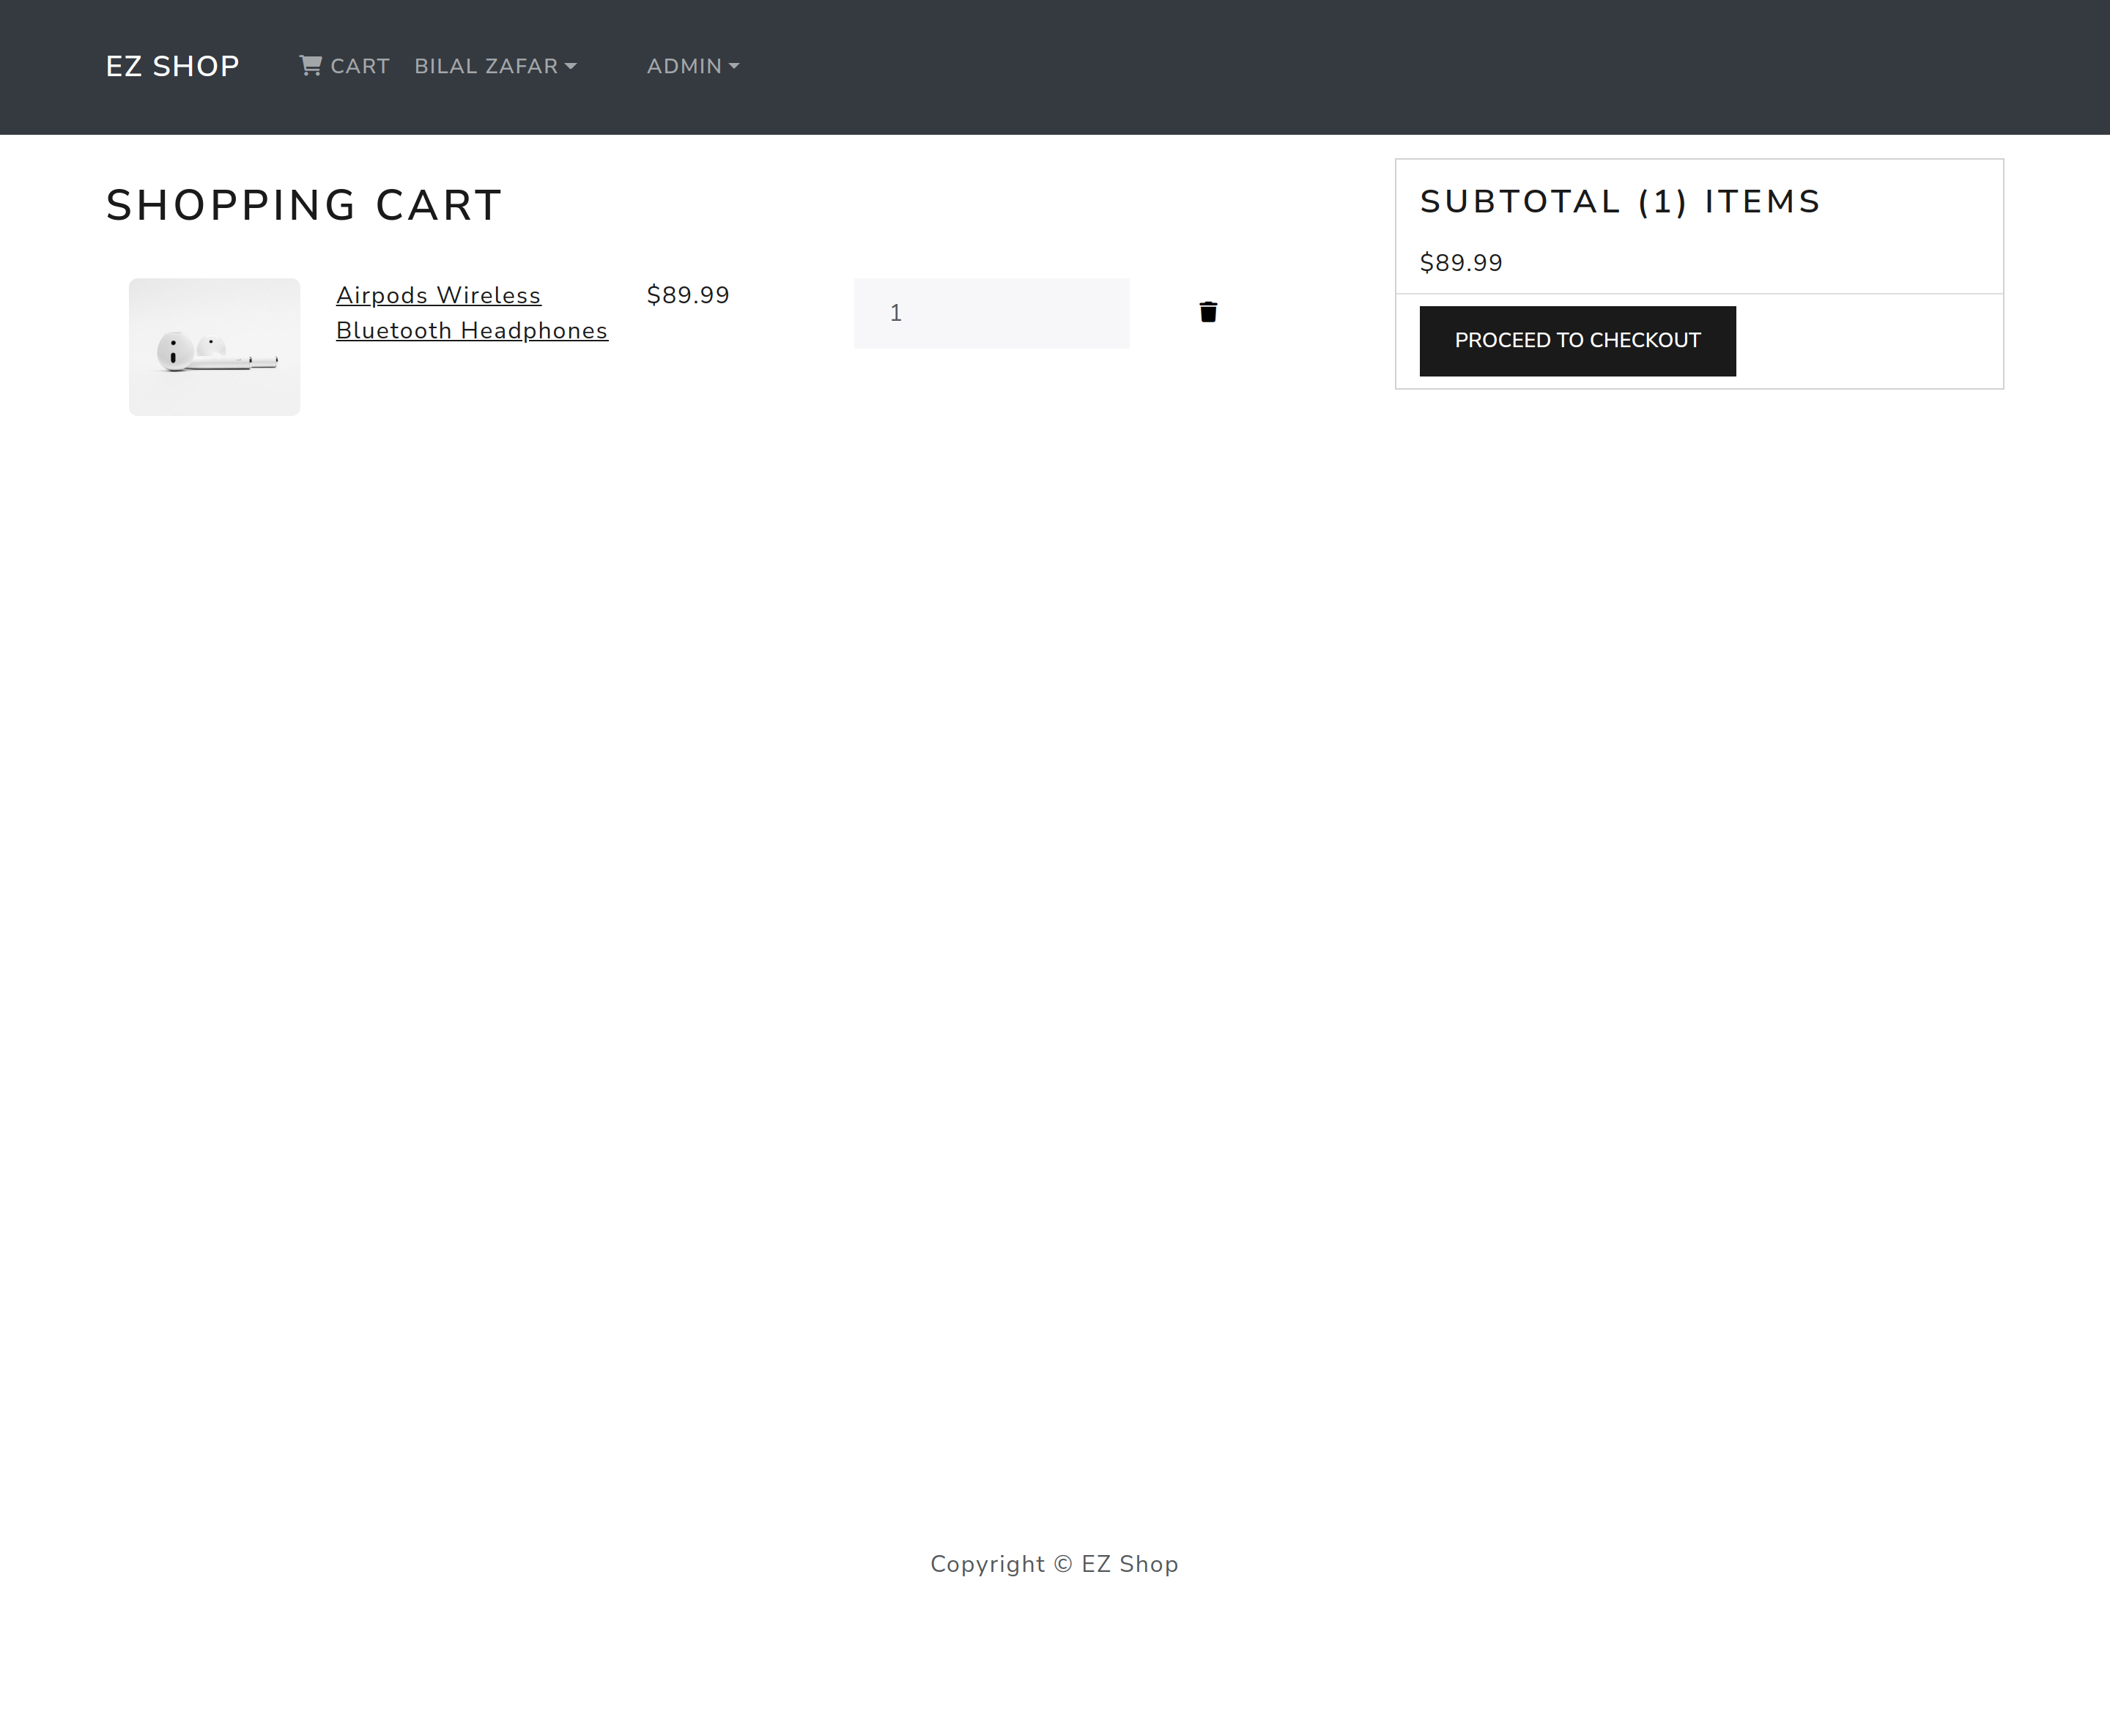 EZ SHOP CART BILAL ZAFAR ADMIN
SHOPPING CART
Airpods Wireless
Bluetooth Headphones
$89.99
1
SUBTOTAL (1) ITEMS
$89.99
PROCEED TO CHECKOUT
Copyright © EZ Shop